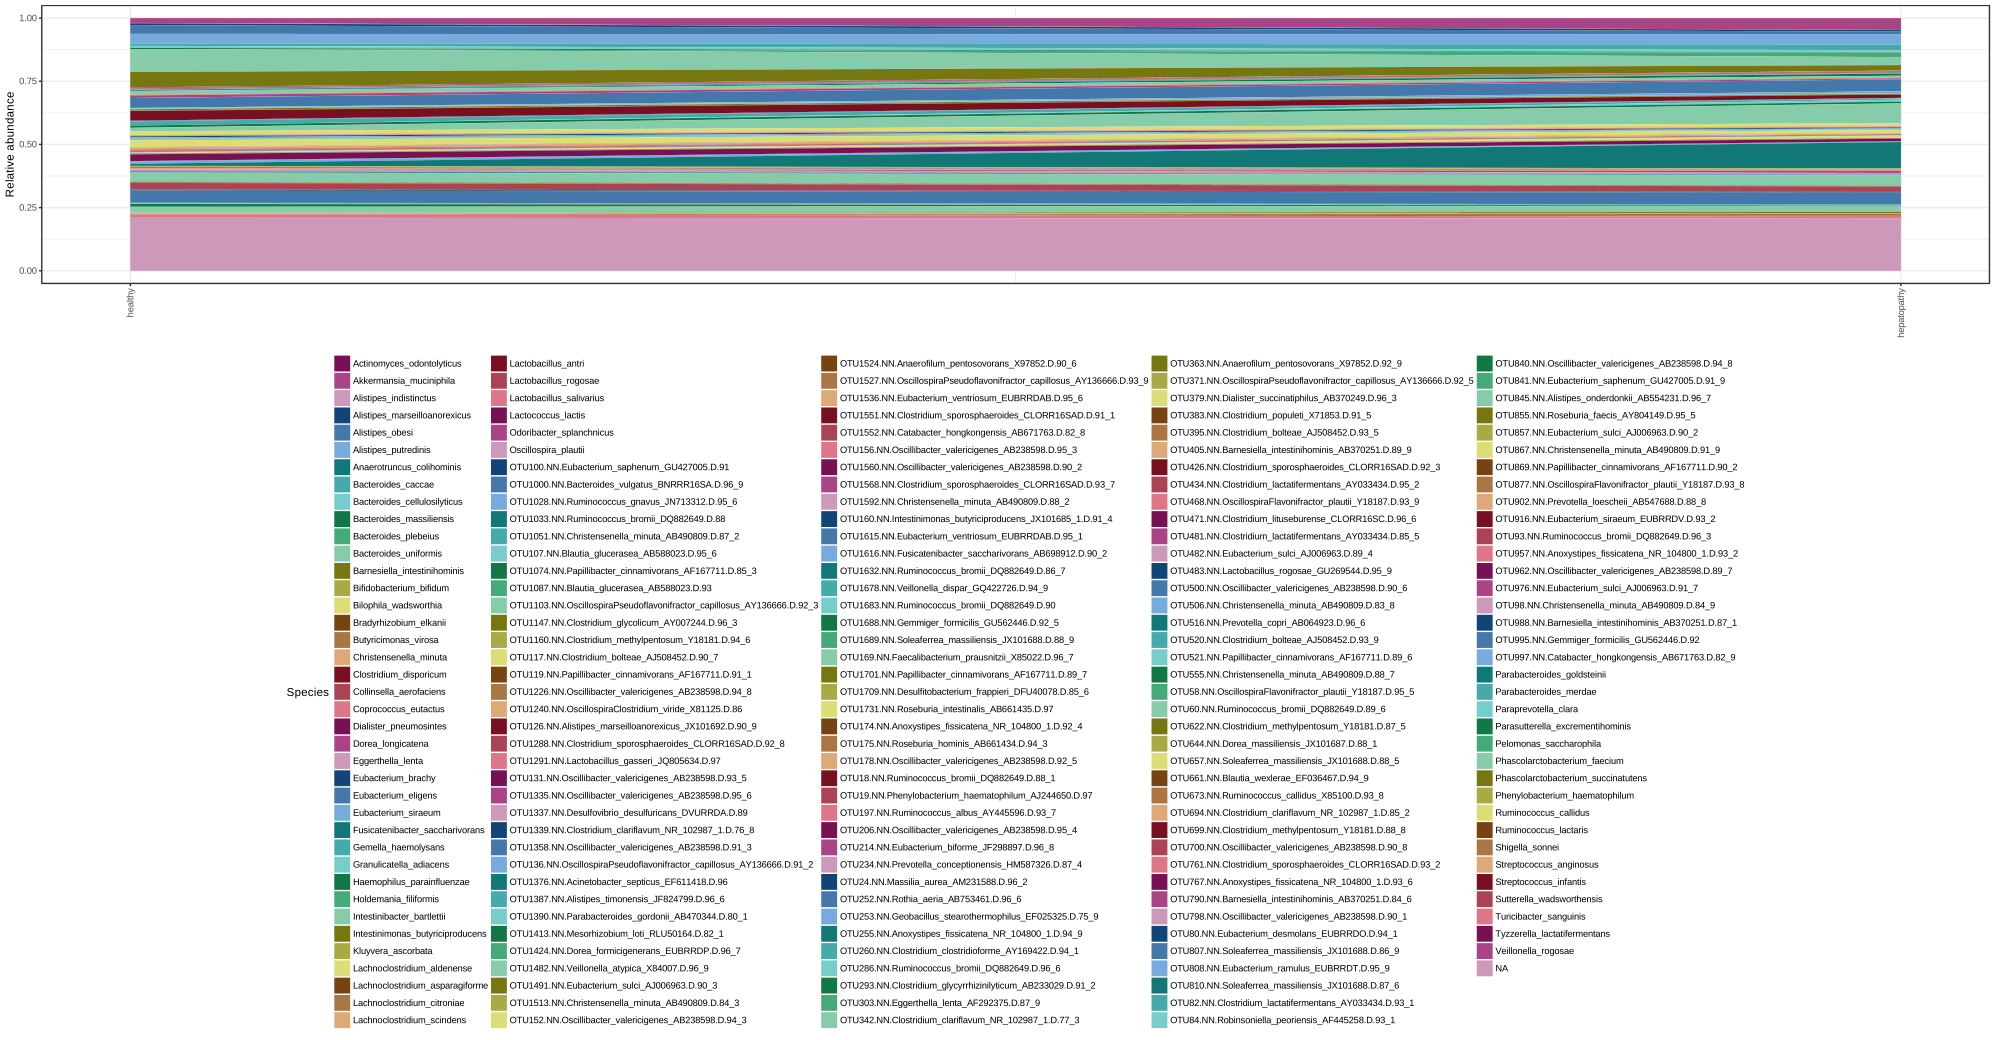 1.00
0.75
0.50
0.25
0.00
Relative abundance
healthy
hepatopathy
Species
Actinomyces_odontolyticus
Akkermansia_muciniphila
Alistipes_indistinctus
Alistipes_marseilloanorexicus
Alistipes_obesi
Alistipes_putredinis
Anaerotruncus_colihominis
Bacteroides_caccae
Bacteroides_cellulosilyticus
Bacteroides_massiliensis
Bacteroides_plebeius
Bacteroides_uniformis
Barnesiella_intestinihominis
Bifidobacterium_bifidum
Bilophila_wadsworthia
Bradyrhizobium_elkanii
Butyricimonas_virosa
Christensenella_minuta
Clostridium_disporicum
Collinsella_aerofaciens
Coprococcus_eutactus
Dialister_pneumosintes
Dorea_longicatena
Eggerthella_lenta
Eubacterium_brachy
Eubacterium_eligens
Eubacterium_siraeum
Fusicatenibacter_saccharivorans
Gemella_haemolysans
Granulicatella_adiacens
Haemophilus_parainfluenzae
Holdemania_filiformis
Intestinibacter_bartlettii
Intestinimonas_butyriciproducens
Kluyvera_ascorbata
Lachnoclostridium_aldenense
Lachnoclostridium_asparagiforme
Lachnoclostridium_citroniae
Lachnoclostridium_scindens
Lactobacillus_antri
Lactobacillus_rogosae
Lactobacillus_salivarius
Lactococcus_lactis
Odoribacter_splanchnicus
Oscillospira_plautii
OTU100.NN.Eubacterium_saphenum_GU427005.D.91
OTU1000.NN.Bacteroides_vulgatus_BNRRR16SA.D.96_9
OTU1028.NN.Ruminococcus_gnavus_JN713312.D.95_6
OTU1033.NN.Ruminococcus_bromii_DQ882649.D.88
OTU1051.NN.Christensenella_minuta_AB490809.D.87_2
OTU107.NN.Blautia_glucerasea_AB588023.D.95_6
OTU1074.NN.Papillibacter_cinnamivorans_AF167711.D.85_3
OTU1087.NN.Blautia_glucerasea_AB588023.D.93
OTU1103.NN.OscillospiraPseudoflavonifractor_capillosus_AY136666.D.92_3
OTU1147.NN.Clostridium_glycolicum_AY007244.D.96_3
OTU1160.NN.Clostridium_methylpentosum_Y18181.D.94_6
OTU117.NN.Clostridium_bolteae_AJ508452.D.90_7
OTU119.NN.Papillibacter_cinnamivorans_AF167711.D.91_1
OTU1226.NN.Oscillibacter_valericigenes_AB238598.D.94_8
OTU1240.NN.OscillospiraClostridium_viride_X81125.D.86
OTU126.NN.Alistipes_marseilloanorexicus_JX101692.D.90_9
OTU1288.NN.Clostridium_sporosphaeroides_CLORR16SAD.D.92_8
OTU1291.NN.Lactobacillus_gasseri_JQ805634.D.97
OTU131.NN.Oscillibacter_valericigenes_AB238598.D.93_5
OTU1335.NN.Oscillibacter_valericigenes_AB238598.D.95_6
OTU1337.NN.Desulfovibrio_desulfuricans_DVURRDA.D.89
OTU1339.NN.Clostridium_clariflavum_NR_102987_1.D.76_8
OTU1358.NN.Oscillibacter_valericigenes_AB238598.D.91_3
OTU136.NN.OscillospiraPseudoflavonifractor_capillosus_AY136666.D.91_2
OTU1376.NN.Acinetobacter_septicus_EF611418.D.96
OTU1387.NN.Alistipes_timonensis_JF824799.D.96_6
OTU1390.NN.Parabacteroides_gordonii_AB470344.D.80_1
OTU1413.NN.Mesorhizobium_loti_RLU50164.D.82_1
OTU1424.NN.Dorea_formicigenerans_EUBRRDP.D.96_7
OTU1482.NN.Veillonella_atypica_X84007.D.96_9
OTU1491.NN.Eubacterium_sulci_AJ006963.D.90_3
OTU1513.NN.Christensenella_minuta_AB490809.D.84_3
OTU152.NN.Oscillibacter_valericigenes_AB238598.D.94_3
OTU1524.NN.Anaerofilum_pentosovorans_X97852.D.90_6
OTU1527.NN.OscillospiraPseudoflavonifractor_capillosus_AY136666.D.93_9
OTU1536.NN.Eubacterium_ventriosum_EUBRRDAB.D.95_6
OTU1551.NN.Clostridium_sporosphaeroides_CLORR16SAD.D.91_1
OTU1552.NN.Catabacter_hongkongensis_AB671763.D.82_8
OTU156.NN.Oscillibacter_valericigenes_AB238598.D.95_3
OTU1560.NN.Oscillibacter_valericigenes_AB238598.D.90_2
OTU1568.NN.Clostridium_sporosphaeroides_CLORR16SAD.D.93_7
OTU1592.NN.Christensenella_minuta_AB490809.D.88_2
OTU160.NN.Intestinimonas_butyriciproducens_JX101685_1.D.91_4
OTU1615.NN.Eubacterium_ventriosum_EUBRRDAB.D.95_1
OTU1616.NN.Fusicatenibacter_saccharivorans_AB698912.D.90_2
OTU1632.NN.Ruminococcus_bromii_DQ882649.D.86_7
OTU1678.NN.Veillonella_dispar_GQ422726.D.94_9
OTU1683.NN.Ruminococcus_bromii_DQ882649.D.90
OTU1688.NN.Gemmiger_formicilis_GU562446.D.92_5
OTU1689.NN.Soleaferrea_massiliensis_JX101688.D.88_9
OTU169.NN.Faecalibacterium_prausnitzii_X85022.D.96_7
OTU1701.NN.Papillibacter_cinnamivorans_AF167711.D.89_7
OTU1709.NN.Desulfitobacterium_frappieri_DFU40078.D.85_6
OTU1731.NN.Roseburia_intestinalis_AB661435.D.97
OTU174.NN.Anoxystipes_fissicatena_NR_104800_1.D.92_4
OTU175.NN.Roseburia_hominis_AB661434.D.94_3
OTU178.NN.Oscillibacter_valericigenes_AB238598.D.92_5
OTU18.NN.Ruminococcus_bromii_DQ882649.D.88_1
OTU19.NN.Phenylobacterium_haematophilum_AJ244650.D.97
OTU197.NN.Ruminococcus_albus_AY445596.D.93_7
OTU206.NN.Oscillibacter_valericigenes_AB238598.D.95_4
OTU214.NN.Eubacterium_biforme_JF298897.D.96_8
OTU234.NN.Prevotella_conceptionensis_HM587326.D.87_4
OTU24.NN.Massilia_aurea_AM231588.D.96_2
OTU252.NN.Rothia_aeria_AB753461.D.96_6
OTU253.NN.Geobacillus_stearothermophilus_EF025325.D.75_9
OTU255.NN.Anoxystipes_fissicatena_NR_104800_1.D.94_9
OTU260.NN.Clostridium_clostridioforme_AY169422.D.94_1
OTU286.NN.Ruminococcus_bromii_DQ882649.D.96_6
OTU293.NN.Clostridium_glycyrrhizinilyticum_AB233029.D.91_2
OTU303.NN.Eggerthella_lenta_AF292375.D.87_9
OTU342.NN.Clostridium_clariflavum_NR_102987_1.D.77_3
OTU363.NN.Anaerofilum_pentosovorans_X97852.D.92_9
OTU371.NN.OscillospiraPseudoflavonifractor_capillosus_AY136666.D.92_5
OTU379.NN.Dialister_succinatiphilus_AB370249.D.96_3
OTU383.NN.Clostridium_populeti_X71853.D.91_5
OTU395.NN.Clostridium_bolteae_AJ508452.D.93_5
OTU405.NN.Barnesiella_intestinihominis_AB370251.D.89_9
OTU426.NN.Clostridium_sporosphaeroides_CLORR16SAD.D.92_3
OTU434.NN.Clostridium_lactatifermentans_AY033434.D.95_2
OTU468.NN.OscillospiraFlavonifractor_plautii_Y18187.D.93_9
OTU471.NN.Clostridium_lituseburense_CLORR16SC.D.96_6
OTU481.NN.Clostridium_lactatifermentans_AY033434.D.85_5
OTU482.NN.Eubacterium_sulci_AJ006963.D.89_4
OTU483.NN.Lactobacillus_rogosae_GU269544.D.95_9
OTU500.NN.Oscillibacter_valericigenes_AB238598.D.90_6
OTU506.NN.Christensenella_minuta_AB490809.D.83_8
OTU516.NN.Prevotella_copri_AB064923.D.96_6
OTU520.NN.Clostridium_bolteae_AJ508452.D.93_9
OTU521.NN.Papillibacter_cinnamivorans_AF167711.D.89_6
OTU555.NN.Christensenella_minuta_AB490809.D.88_7
OTU58.NN.OscillospiraFlavonifractor_plautii_Y18187.D.95_5
OTU60.NN.Ruminococcus_bromii_DQ882649.D.89_6
OTU622.NN.Clostridium_methylpentosum_Y18181.D.87_5
OTU644.NN.Dorea_massiliensis_JX101687.D.88_1
OTU657.NN.Soleaferrea_massiliensis_JX101688.D.88_5
OTU661.NN.Blautia_wexlerae_EF036467.D.94_9
OTU673.NN.Ruminococcus_callidus_X85100.D.93_8
OTU694.NN.Clostridium_clariflavum_NR_102987_1.D.85_2
OTU699.NN.Clostridium_methylpentosum_Y18181.D.88_8
OTU700.NN.Oscillibacter_valericigenes_AB238598.D.90_8
OTU761.NN.Clostridium_sporosphaeroides_CLORR16SAD.D.93_2
OTU767.NN.Anoxystipes_fissicatena_NR_104800_1.D.93_6
OTU790.NN.Barnesiella_intestinihominis_AB370251.D.84_6
OTU798.NN.Oscillibacter_valericigenes_AB238598.D.90_1
OTU80.NN.Eubacterium_desmolans_EUBRRDO.D.94_1
OTU807.NN.Soleaferrea_massiliensis_JX101688.D.86_9
OTU808.NN.Eubacterium_ramulus_EUBRRDT.D.95_9
OTU810.NN.Soleaferrea_massiliensis_JX101688.D.87_6
OTU82.NN.Clostridium_lactatifermentans_AY033434.D.93_1
OTU84.NN.Robinsoniella_peoriensis_AF445258.D.93_1
OTU840.NN.Oscillibacter_valericigenes_AB238598.D.94_8
OTU841.NN.Eubacterium_saphenum_GU427005.D.91_9
OTU845.NN.Alistipes_onderdonkii_AB554231.D.96_7
OTU855.NN.Roseburia_faecis_AY804149.D.95_5
OTU857.NN.Eubacterium_sulci_AJ006963.D.90_2
OTU867.NN.Christensenella_minuta_AB490809.D.91_9
OTU869.NN.Papillibacter_cinnamivorans_AF167711.D.90_2
OTU877.NN.OscillospiraFlavonifractor_plautii_Y18187.D.93_8
OTU902.NN.Prevotella_loescheii_AB547688.D.88_8
OTU916.NN.Eubacterium_siraeum_EUBRRDV.D.93_2
OTU93.NN.Ruminococcus_bromii_DQ882649.D.96_3
OTU957.NN.Anoxystipes_fissicatena_NR_104800_1.D.93_2
OTU962.NN.Oscillibacter_valericigenes_AB238598.D.89_7
OTU976.NN.Eubacterium_sulci_AJ006963.D.91_7
OTU98.NN.Christensenella_minuta_AB490809.D.84_9
OTU988.NN.Barnesiella_intestinihominis_AB370251.D.87_1
OTU995.NN.Gemmiger_formicilis_GU562446.D.92
OTU997.NN.Catabacter_hongkongensis_AB671763.D.82_9
Parabacteroides_goldsteinii
Parabacteroides_merdae
Paraprevotella_clara
Parasutterella_excrementihominis
Pelomonas_saccharophila
Phascolarctobacterium_faecium
Phascolarctobacterium_succinatutens
Phenylobacterium_haematophilum
Ruminococcus_callidus
Ruminococcus_lactaris
Shigella_sonnei
Streptococcus_anginosus
Streptococcus_infantis
Sutterella_wadsworthensis
Turicibacter_sanguinis
Tyzzerella_lactatifermentans
Veillonella_rogosae
NA